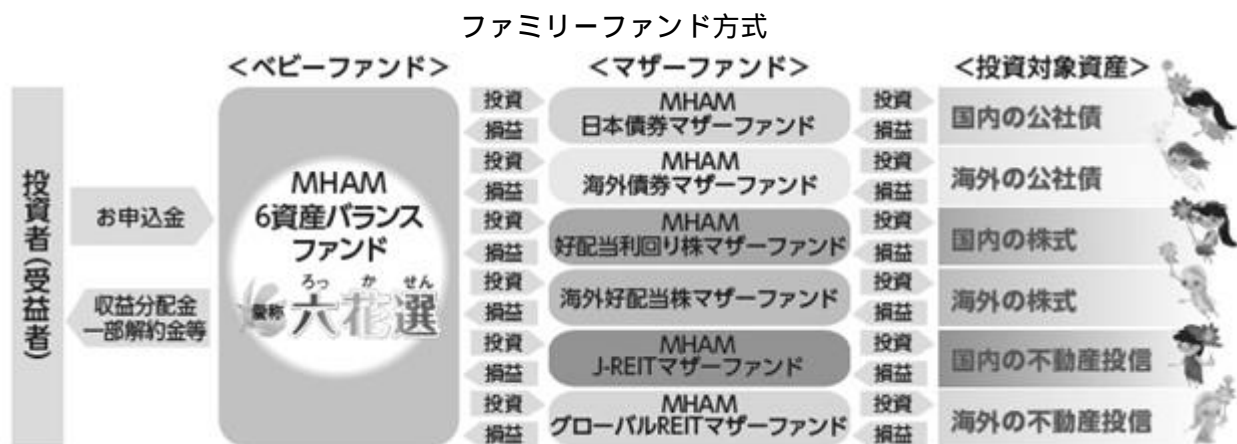 ファミリーファンド方式
＜ベビーファンド＞
＜マザーファンド＞
＜投資対象資産＞
投資者(受益者)
お申込金
収益分配金
一部解約金等
MHAM
6資産バランス
ファンド
ろっ か せん
愛称 六花選
投資
損益
MHAM
日本債券マザーファンド
投資
損益
国内の公社債
投資
損益
MHAM
海外債券マザーファンド
投資
損益
海外の公社債
投資
損益
MHAM
好配当利回り株マザーファンド
投資
損益
国内の株式
投資
損益
海外好配当株マザーファンド
投資
損益
海外の株式
投資
損益
MHAM
J-REITマザーファンド
投資
損益
国内の不動産投信
投資
損益
MHAM
グローバルREITマザーファンド
投資
損益
海外の不動産投信